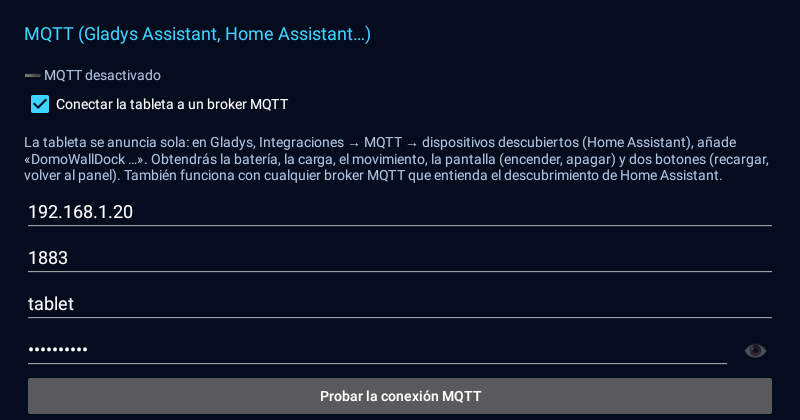 MQTT (Gladys Assistant, Home Assistant…)
MQTT desactivado
Conectar la tableta a un broker MQTT
La tableta se anuncia sola: en Gladys, Integraciones → MQTT → dispositivos descubiertos (Home Assistant), añade
«DomoWallDock …». Obtendrás la batería, la carga, el movimiento, la pantalla (encender, apagar) y dos botones (recargar,
volver al panel). También funciona con cualquier broker MQTT que entienda el descubrimiento de Home Assistant.
192.168.1.20
1883
tablet
••••••••••
Probar la conexión MQTT